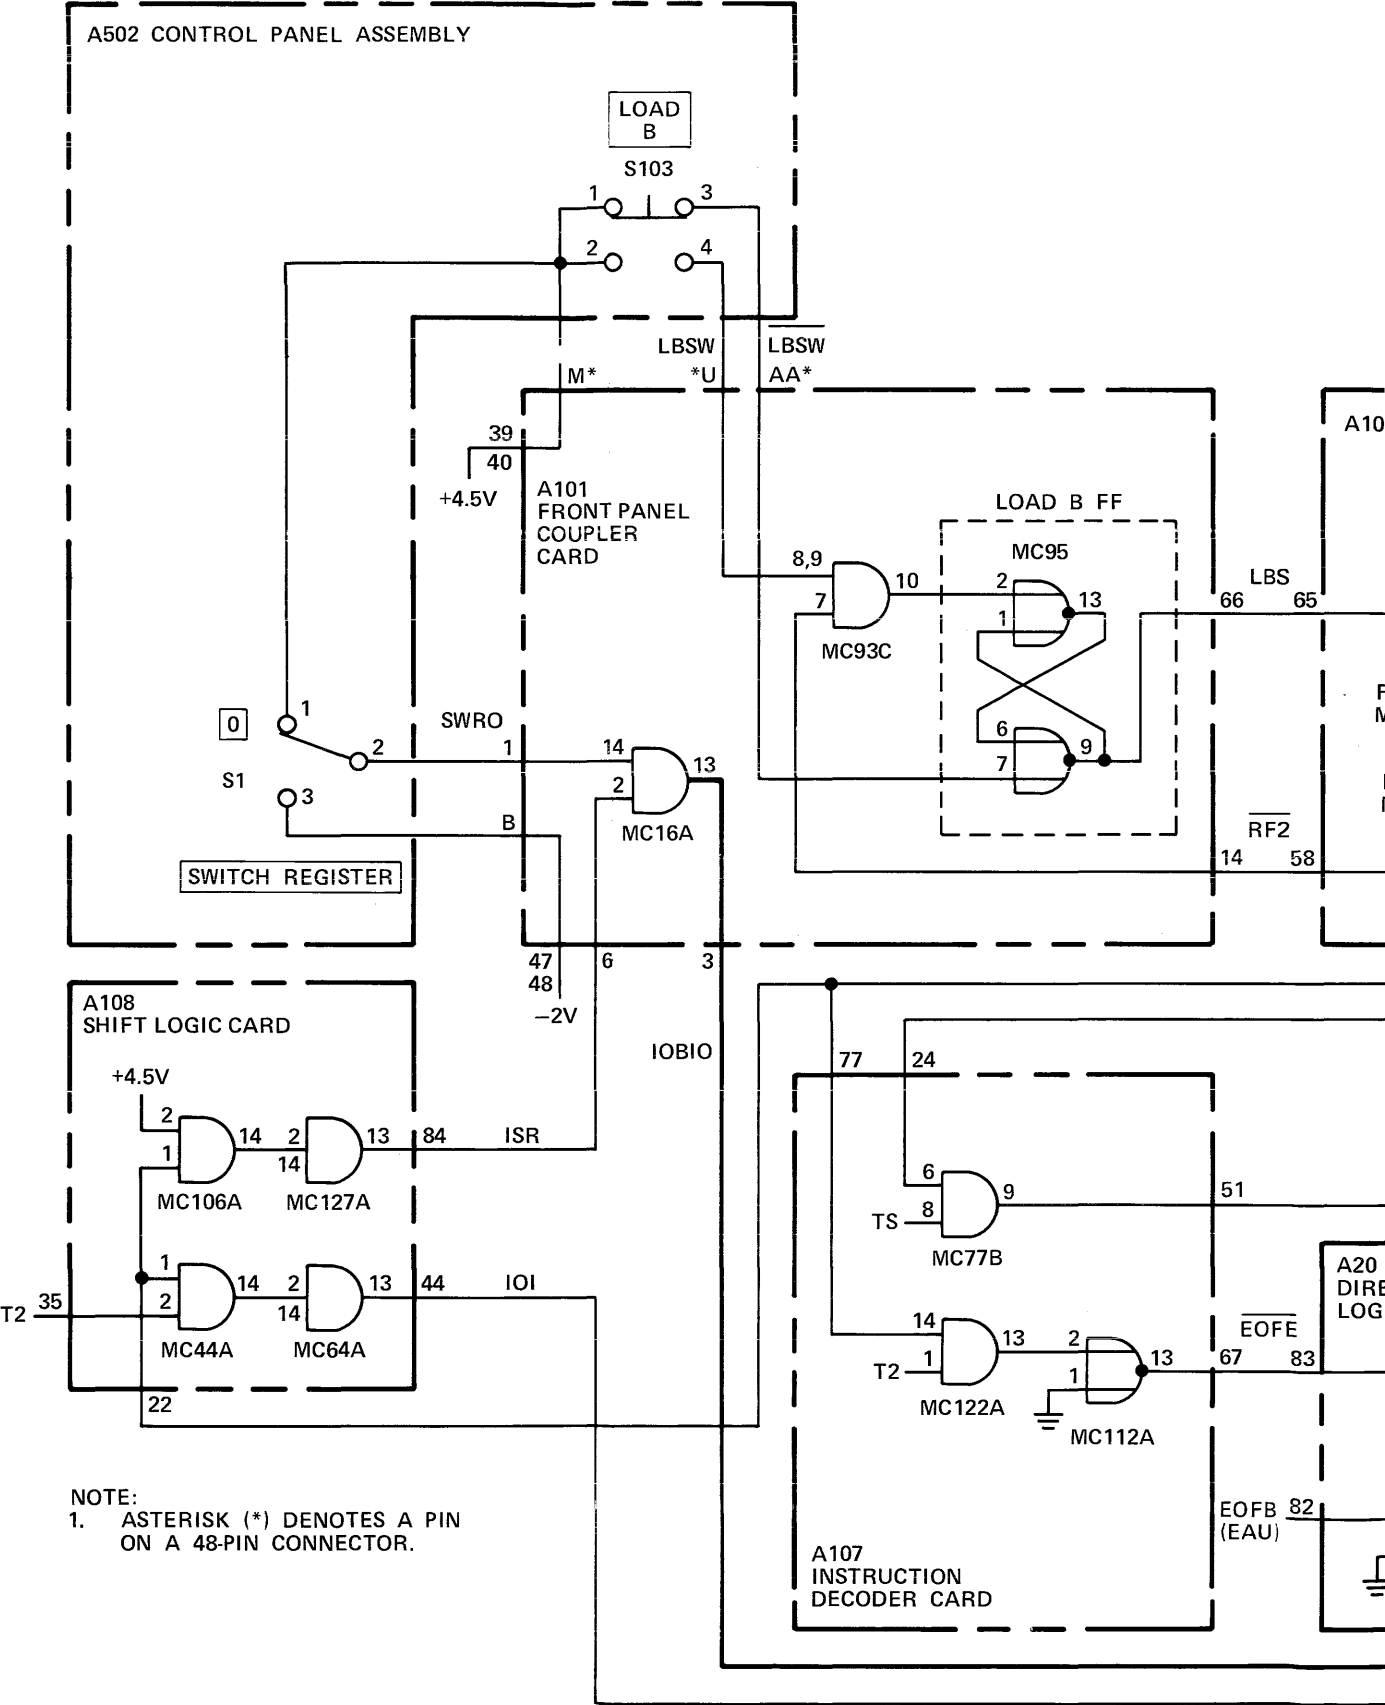 A502 CONTROL PANEL ASSEMBLY
LOAD
B
S103
1
3
2
4
LBSW
LBSW
M*
*U
AA*
39
40
+4.5V
A101
FRONT PANEL
COUPLER
CARD
A10
LOAD B FF
MC95
8,9
10
7
MC93C
2
13
1
6
9
7
LBS
66
65
RF2
14
58
0
1
2
S1
3
SWRO
1
14
13
2
MC16A
B
SWITCH REGISTER
47
48
6
3
−2V
A108
SHIFT LOGIC CARD
+4.5V
2
14
2
13
84
ISR
1
14
MC106A
MC127A
1
14
2
13
44
IOI
2
14
MC44A
MC64A
T2
35
22
IOBIO
77
24
6
9
51
TS
8
MC77B
14
13
2
13
T2
1
1
MC122A
MC112A
EOFE
67
83
A20
DIRE
LOG
EOFB
(EAU)
82
A107
INSTRUCTION
DECODER CARD
NOTE:
1. ASTERISK (*) DENOTES A PIN
ON A 48-PIN CONNECTOR.